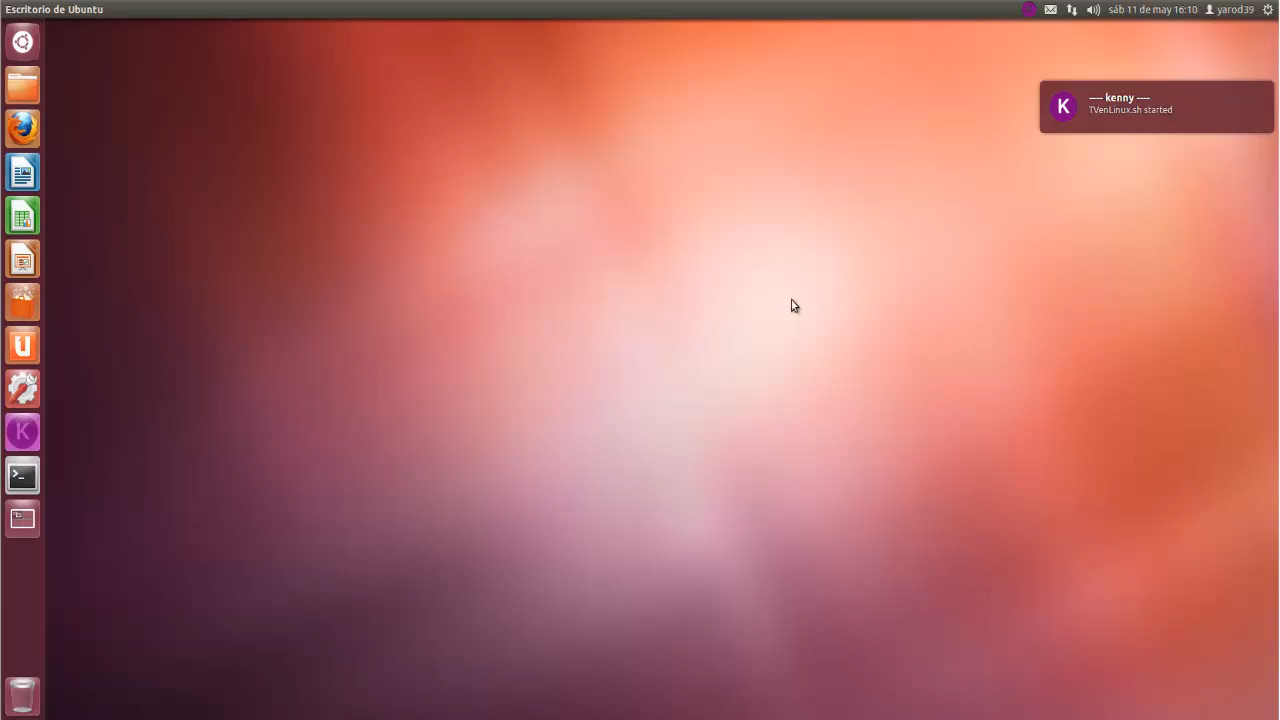 Escritorio de Ubuntu
sáb 11 de may 16:10 yarod39
K
---- kenny ----
TVenLinux.sh started
U
K
>_